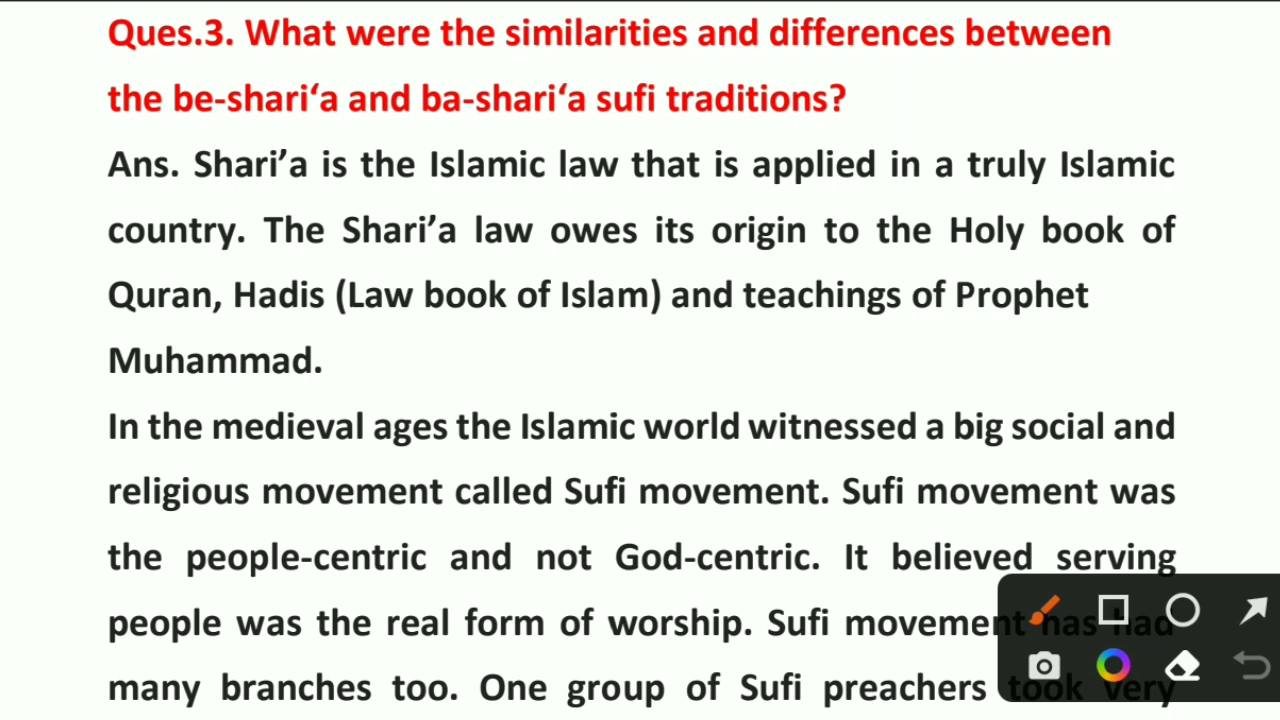 Ques.3. What were the similarities and differences between
the be-shari‘a and ba-shari‘a sufi traditions?
Ans. Shari’a is the Islamic law that is applied in a truly Islamic
country. The Shari’a law owes its origin to the Holy book of
Quran, Hadis (Law book of Islam) and teachings of Prophet
Muhammad.
In the medieval ages the Islamic world witnessed a big social and
religious movement called Sufi movement. Sufi movement was
the people-centric and not God-centric. It believed serving
people was the real form of worship. Sufi movement has had
many branches too. One group of Sufi preachers took very